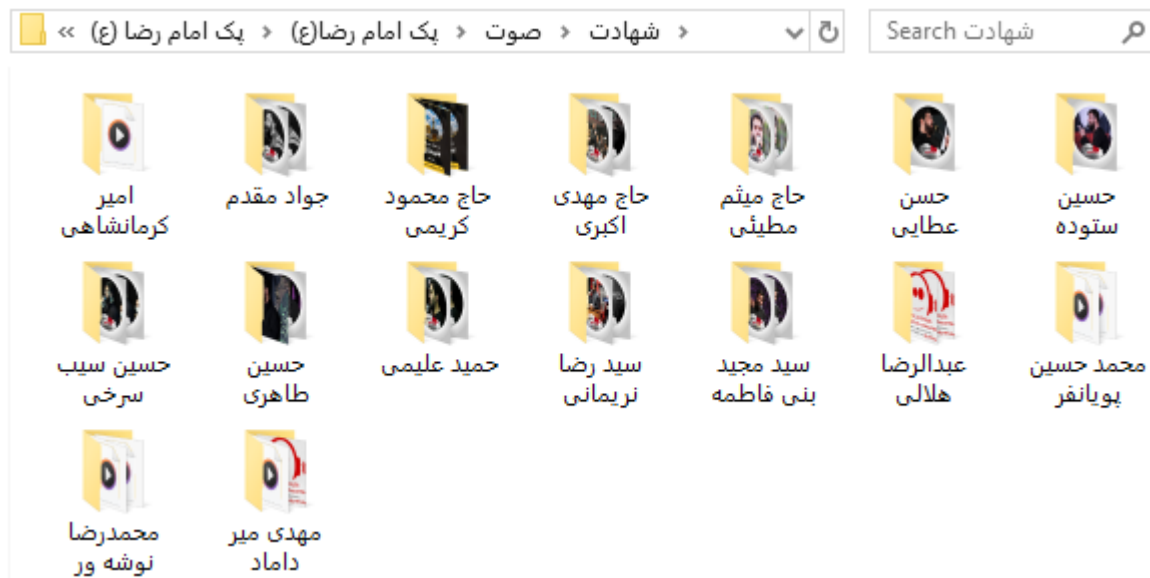 « پک امام رضا (ع) › پک امام رضا(ع) › صوت › شهادت ›
Search شهادت
امیر
کرمانشاهی
جواد مقدم
حاج محمود
کریمی
حاج مهدی
اکبری
حاج میثم
مطیئی
حسن
عطایی
حسین
ستوده
حسین سیب
سرخی
حسین
طاهری
حمید علیمی
سید رضا
نریمانی
سید مجید
بنی فاطمه
عبدالرضا
هلالی
محمد حسین
پویانفر
محمدرضا
نوشه ور
مهدی میر
داماد